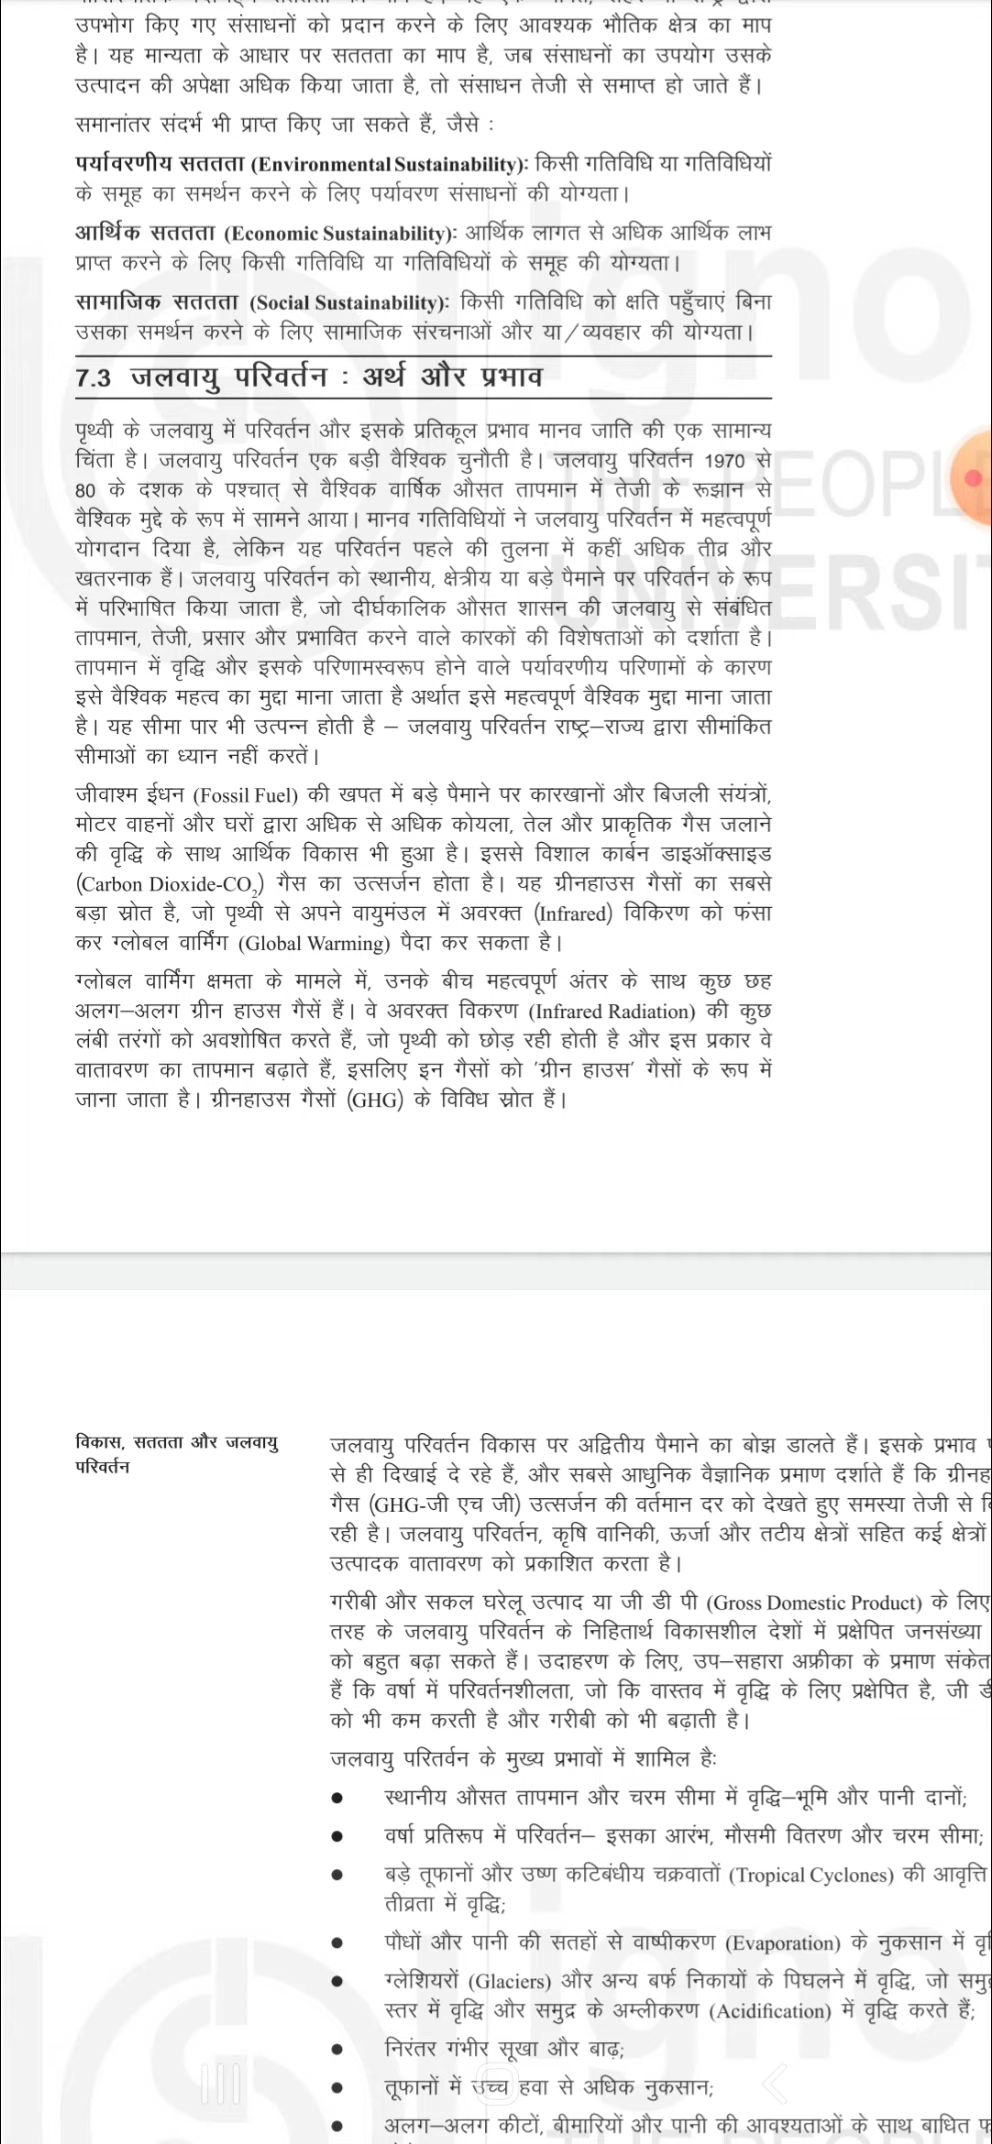 उपभोग किए गए संसाधनों को प्रदान करने के लिए आवश्यक भौतिक क्षेत्र का माप
है। यह मान्यता के आधार पर सततता का माप है, जब संसाधनों का उपयोग उसके
उत्पादन की अपेक्षा अधिक किया जाता है, तो संसाधन तेजी से समाप्त हो जाते हैं।
समानांतर संदर्भ भी प्राप्त किए जा सकते हैं, जैसे :
पर्यावरणीय सततता (Environmental Sustainability): किसी गतिविधि या गतिविधियों
के समूह का समर्थन करने के लिए पर्यावरण संसाधनों की योग्यता।
आर्थिक सततता (Economic Sustainability): आर्थिक लागत से अधिक आर्थिक लाभ
प्राप्त करने के लिए किसी गतिविधि या गतिविधियों के समूह की योग्यता।
सामाजिक सततता (Social Sustainability): किसी गतिविधि को क्षति पहुँचाएं बिना
उसका समर्थन करने के लिए सामाजिक संरचनाओं और या/व्यवहार की योग्यता।
7.3 जलवायु परिवर्तन : अर्थ और प्रभाव
पृथ्वी के जलवायु में परिवर्तन और इसके प्रतिकूल प्रभाव मानव जाति की एक सामान्य
चिंता है। जलवायु परिवर्तन एक बड़ी वैश्विक चुनौती है। जलवायु परिवर्तन 1970 से
80 के दशक के पश्चात् से वैश्विक वार्षिक औसत तापमान में तेजी के रूझान से
वैश्विक मुद्दे के रूप में सामने आया। मानव गतिविधियों ने जलवायु परिवर्तन में महत्वपूर्ण
योगदान दिया है, लेकिन यह परिवर्तन पहले की तुलना में कहीं अधिक तीव्र और
खतरनाक हैं। जलवायु परिवर्तन को स्थानीय, क्षेत्रीय या बड़े पैमाने पर परिवर्तन के रूप
में परिभाषित किया जाता है, जो दीर्घकालिक औसत शासन की जलवायु से संबंधित
तापमान, तेजी, प्रसार और प्रभावित करने वाले कारकों की विशेषताओं को दर्शाता है।
तापमान में वृद्धि और इसके परिणामस्वरूप होने वाले पर्यावरणीय परिणामों के कारण
इसे वैश्विक महत्व का मुद्दा माना जाता है अर्थात इसे महत्वपूर्ण वैश्विक मुद्दा माना जाता
है। यह सीमा पार भी उत्पन्न होती है – जलवायु परिवर्तन राष्ट्र–राज्य द्वारा सीमांकित
सीमाओं का ध्यान नहीं करतें।
जीवाश्म ईधन (Fossil Fuel) की खपत में बड़े पैमाने पर कारखानों और बिजली संयंत्रों,
मोटर वाहनों और घरों द्वारा अधिक से अधिक कोयला, तेल और प्राकृतिक गैस जलाने
की वृद्धि के साथ आर्थिक विकास भी हुआ है। इससे विशाल कार्बन डाइऑक्साइड
(Carbon Dioxide-CO₂) गैस का उत्सर्जन होता है। यह ग्रीनहाउस गैसों का सबसे
बड़ा स्रोत है, जो पृथ्वी से अपने वायुमंउल में अवरक्त (Infrared) विकिरण को फंसा
कर ग्लोबल वार्मिंग (Global Warming) पैदा कर सकता है।
ग्लोबल वार्मिंग क्षमता के मामले में, उनके बीच महत्वपूर्ण अंतर के साथ कुछ छह
अलग–अलग ग्रीन हाउस गैसें हैं। वे अवरक्त विकरण (Infrared Radiation) की कुछ
लंबी तरंगों को अवशोषित करते हैं, जो पृथ्वी को छोड़ रही होती है और इस प्रकार वे
वातावरण का तापमान बढ़ाते हैं, इसलिए इन गैसों को 'ग्रीन हाउस' गैसों के रूप में
जाना जाता है। ग्रीनहाउस गैसों (GHG) के विविध स्रोत हैं।
विकास, सततता और जलवायु
परिवर्तन
जलवायु परिवर्तन विकास पर अद्वितीय पैमाने का बोझ डालते हैं। इसके प्रभाव
से ही दिखाई दे रहे हैं, और सबसे आधुनिक वैज्ञानिक प्रमाण दर्शाते हैं कि ग्रीनह
गैस (GHG-जी एच जी) उत्सर्जन की वर्तमान दर को देखते हुए समस्या तेजी से
रही है। जलवायु परिवर्तन, कृषि वानिकी, ऊर्जा और तटीय क्षेत्रों सहित कई क्षेत्रों
उत्पादक वातावरण को प्रकाशित करता है।
गरीबी और सकल घरेलू उत्पाद या जी डी पी (Gross Domestic Product) के लिए
तरह के जलवायु परिवर्तन के निहितार्थ विकासशील देशों में प्रक्षेपित जनसंख्या
को बहुत बढ़ा सकते हैं। उदाहरण के लिए, उप–सहारा अफ्रीका के प्रमाण संकेत
हैं कि वर्षा में परिवर्तनशीलता, जो कि वास्तव में वृद्धि के लिए प्रक्षेपित है, जी
को भी कम करती है और गरीबी को भी बढ़ाती है।
जलवायु परितर्वन के मुख्य प्रभावों में शामिल है:
● स्थानीय औसत तापमान और चरम सीमा में वृद्धि–भूमि और पानी दानों;
● वर्षा प्रतिरूप में परिवर्तन– इसका आरंभ, मौसमी वितरण और चरम सीमा;
● बड़े तूफानों और उष्ण कटिबंधीय चक्रवातों (Tropical Cyclones) की आवृत्ति
तीव्रता में वृद्धि;
● पौधों और पानी की सतहों से वाष्पीकरण (Evaporation) के नुकसान में
● ग्लेशियरों (Glaciers) और अन्य बर्फ निकायों के पिघलने में वृद्धि, जो समु
स्तर में वृद्धि और समुद्र के अम्लीकरण (Acidification) में वृद्धि करते हैं;
● निरंतर गंभीर सूखा और बाढ़;
● तूफानों में उच्च हवा से अधिक नुकसान;
● अलग–अलग कीटों, बीमारियों और पानी की आवश्यताओं के साथ बाधित
ignou
THE PEOPL
UNIVERSIT